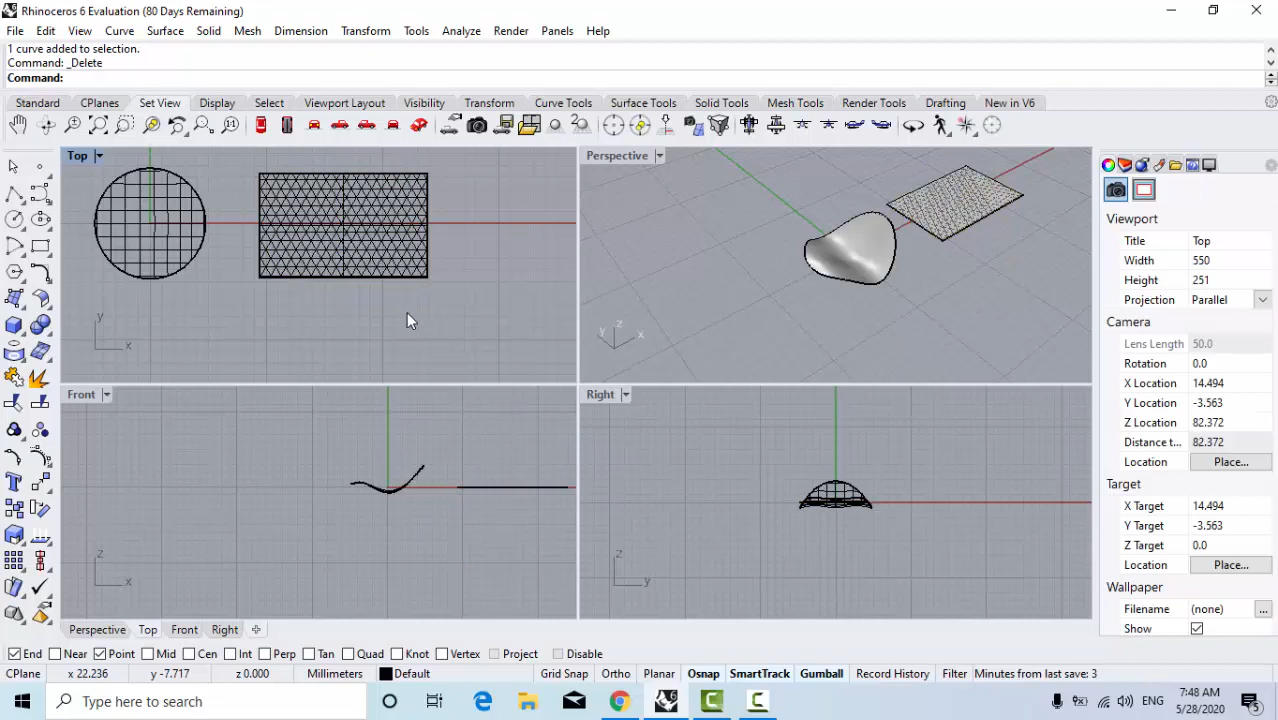 Rhinoceros 6 Evaluation (80 Days Remaining)
File Edit View Curve Surface Solid Mesh Dimension Transform Tools Analyze Render Panels Help
1 curve added to selection.
Command: _Delete
Command:
Standard CPlanes Set View Display Select Viewport Layout Visibility Transform Curve Tools Surface Tools Solid Tools Mesh Tools Render Tools Drafting New in V6
Top
y
x
Perspective
z
y
x
Front
z
x
Right
z
y
Viewport
Title Top
Width 550
Height 251
Projection Parallel
Camera
Lens Length 50.0
Rotation 0.0
X Location 14.494
Y Location -3.563
Z Location 82.372
Distance t... 82.372
Location Place...
Target
X Target 14.494
Y Target -3.563
Z Target 0.0
Location Place...
Wallpaper
Filename (none) ...
Show
Perspective Top Front Right
End Near Point Mid Cen Int Perp Tan Quad Knot Vertex Project Disable
CPlane x 22.236 y -7.717 z 0.000 Millimeters Default Grid Snap Ortho Planar Osnap SmartTrack Gumball Record History Filter Minutes from last save: 3
Type here to search
ENG
7:48 AM
5/28/2020
5